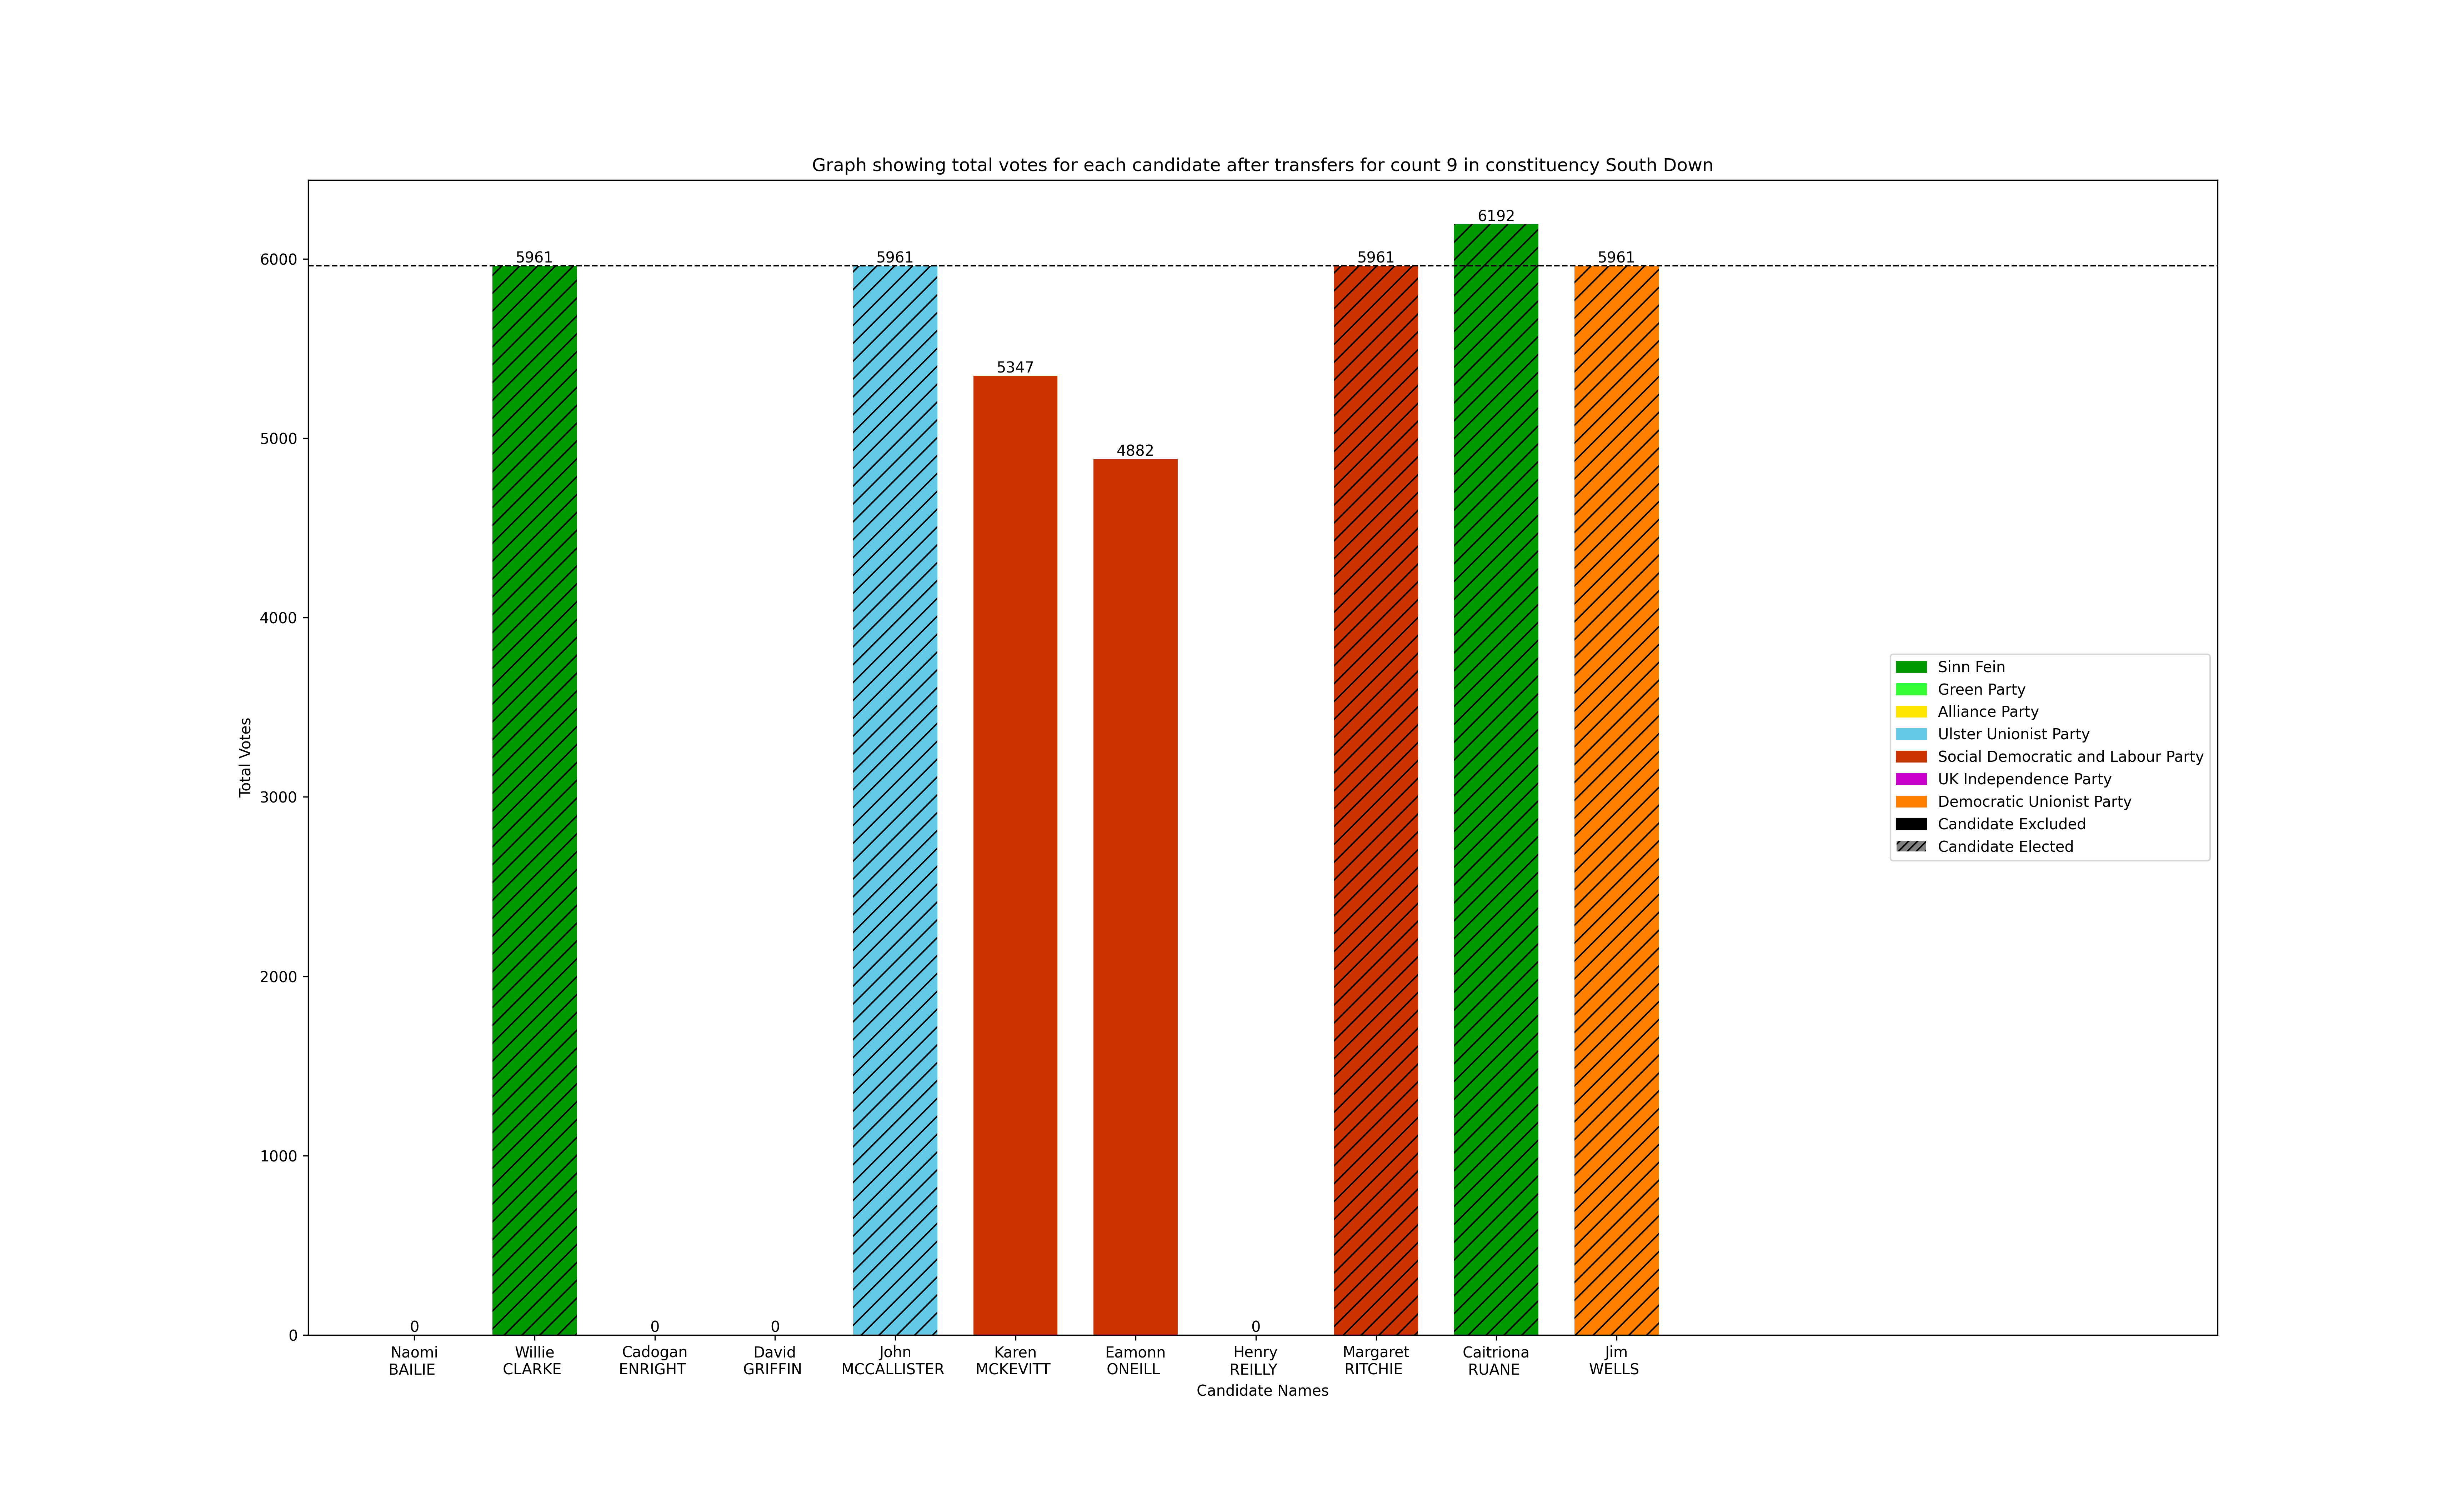 Graph showing total votes for each candidate after transfers for count 9 in constituency South Down
Total Votes
6000
5000
4000
3000
2000
1000
0
0
5961
0
0
5961
5347
4882
0
5961
6192
5961
Naomi
BAILIE
Willie
CLARKE
Cadogan
ENRIGHT
David
GRIFFIN
John
MCCALLISTER
Karen
MCKEVITT
Eamonn
ONEILL
Henry
REILLY
Margaret
RITCHIE
Caitriona
RUANE
Jim
WELLS
Candidate Names
Sinn Fein
Green Party
Alliance Party
Ulster Unionist Party
Social Democratic and Labour Party
UK Independence Party
Democratic Unionist Party
Candidate Excluded
Candidate Elected